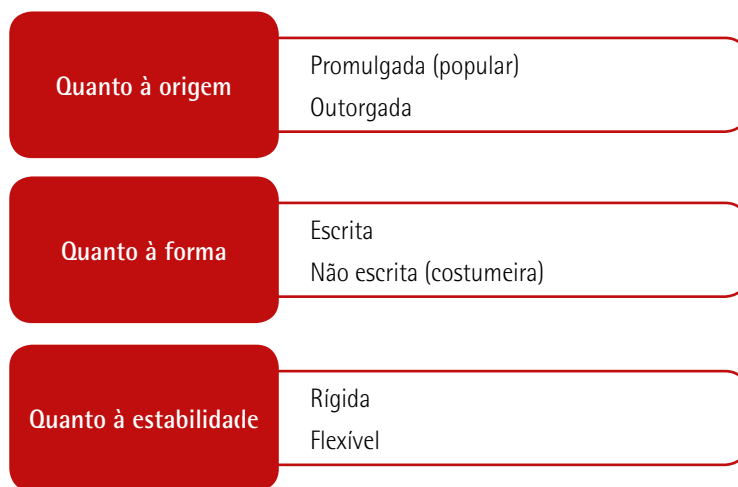 Quanto à origem
Promulgada (popular)
Outorgada
Quanto à forma
Escrita
Não escrita (costumeira)
Quanto à estabilidade
Rígida
Flexível